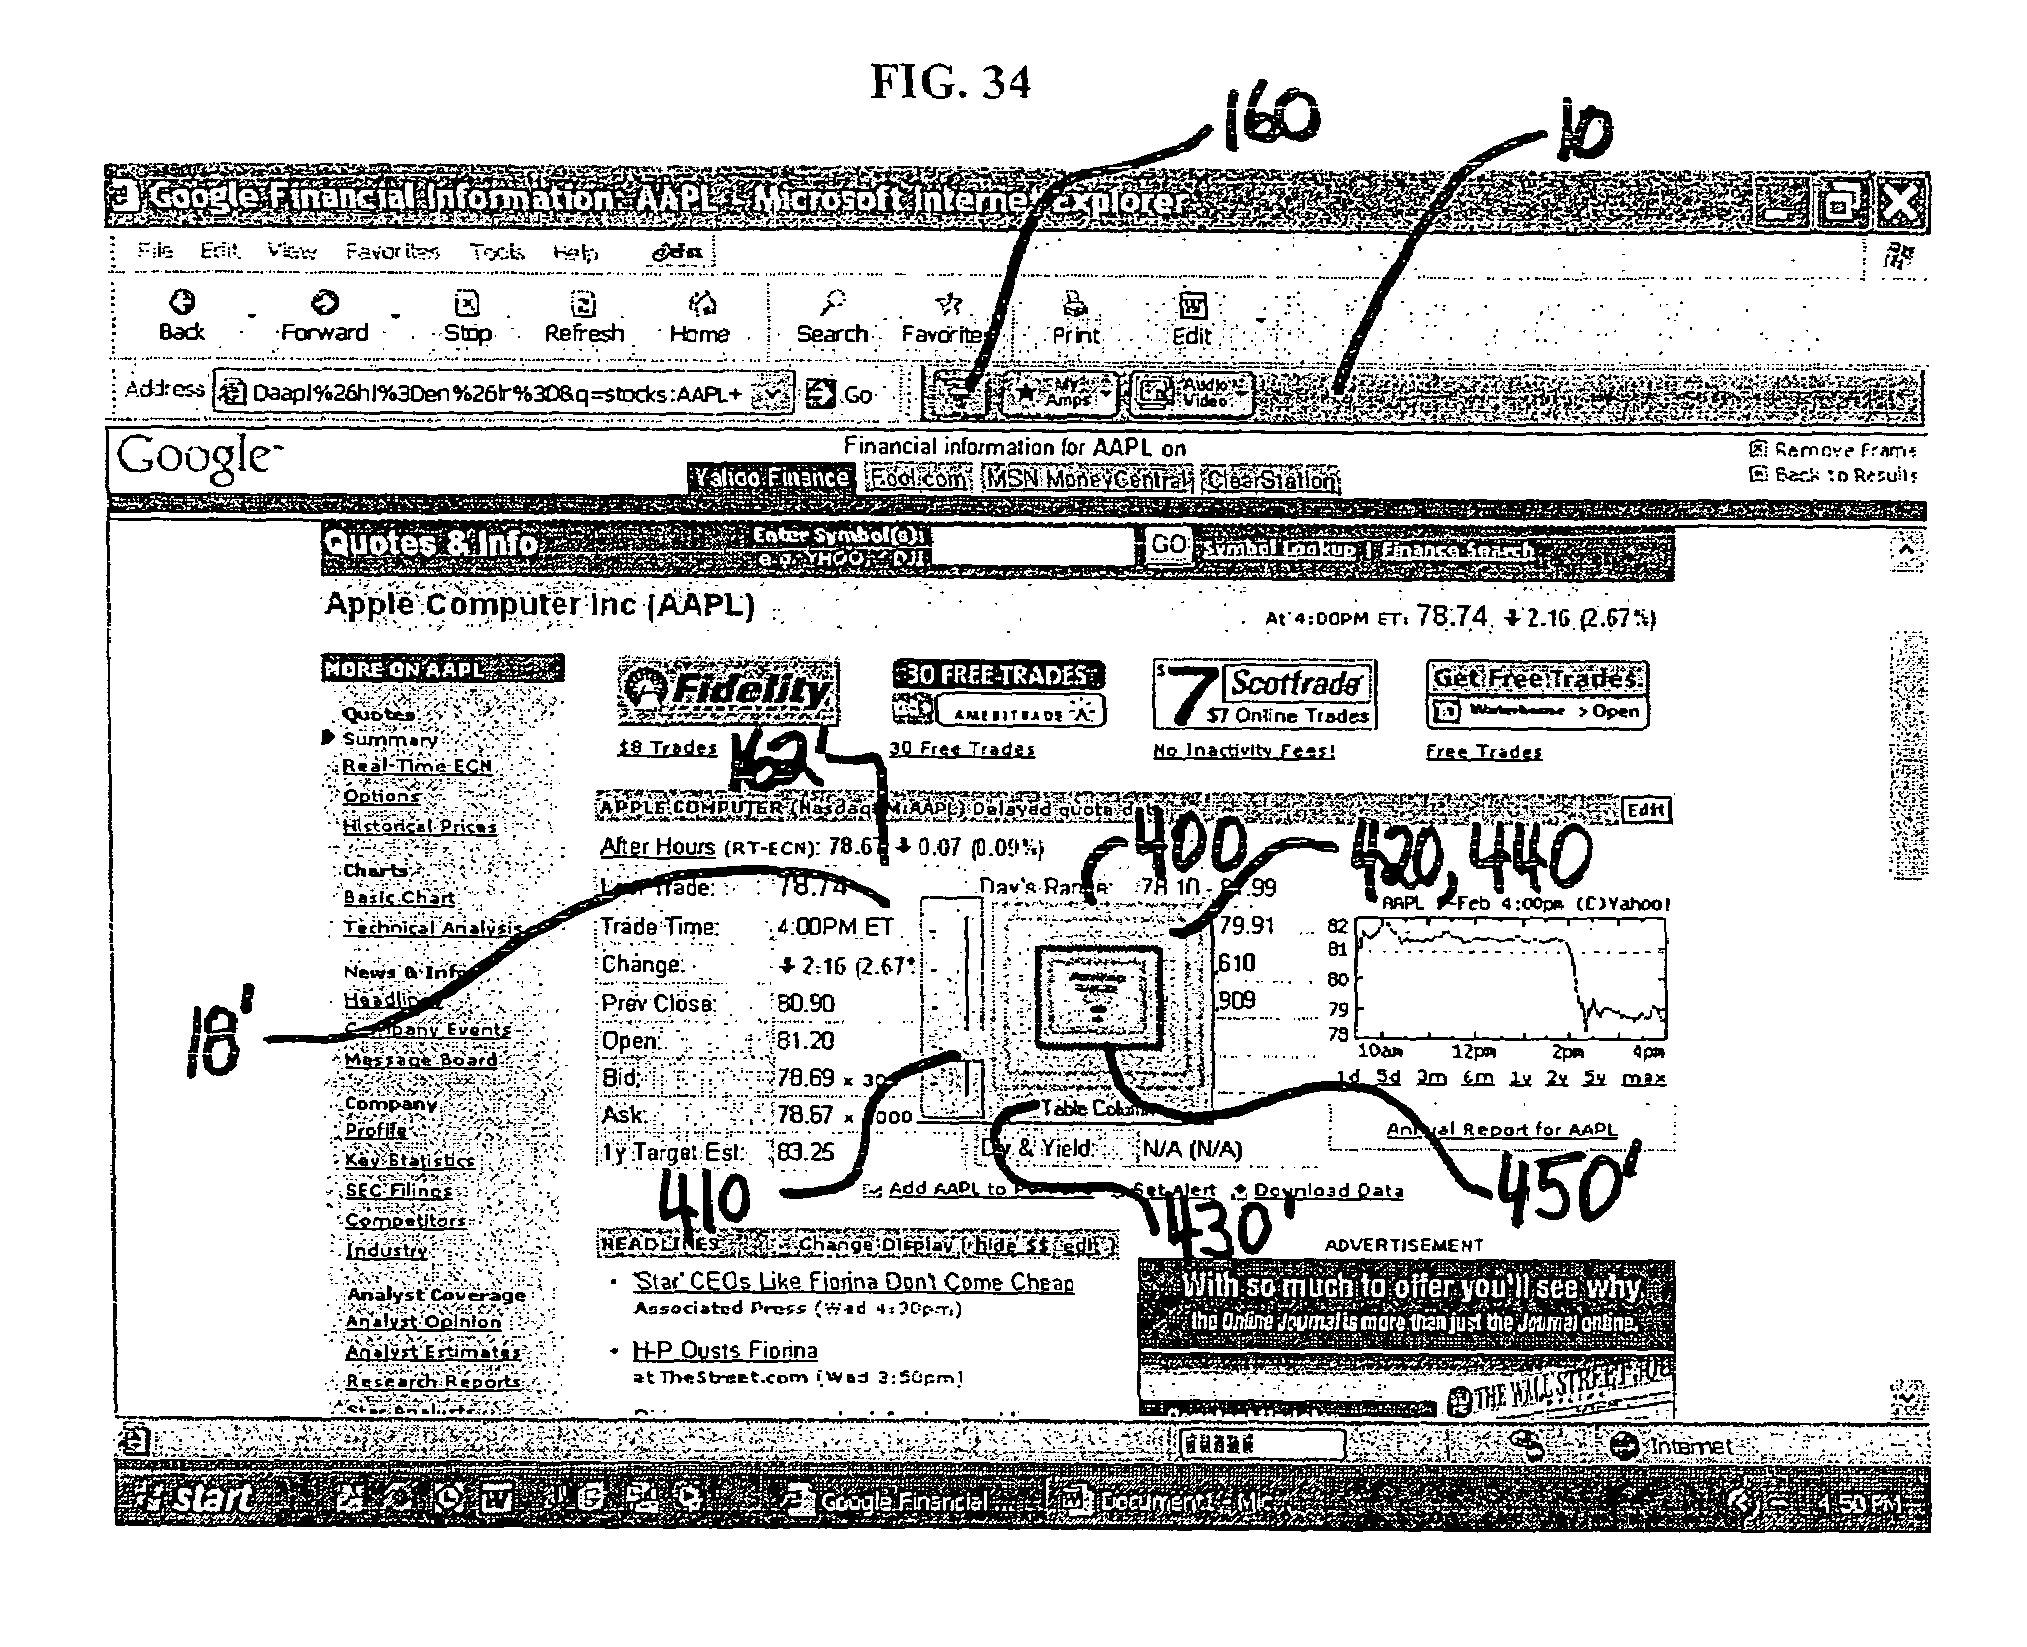 FIG. 34
160
10
Google Financial Information: AAPL - Microsoft Internet Explorer
File Edit View Favorites Tools Help
Back Forward Stop Refresh Home Search Favorites Print Edit
Address Daapl%26hl%3Den%26lr%3D&q=stocks:AAPL+ Go My Amps Audio Video
Google
Financial information for AAPL on
Remove Frame
Yahoo Finance Fool.com MSN MoneyCentral ClearStation
Back to Results
Quotes & Info Enter Symbol(s): GO Symbol Lookup | Finance Search
e.g. YHOO, ^DJI
Apple Computer Inc (AAPL)
At 4:00PM ET: 78.74 ↓ 2.16 (2.67%)
MORE ON AAPL
Fidelity
30 FREE TRADES
AMERITRADE
$7 Scottrade
$7 Online Trades
Get Free Trades.
Waterhouse > Open
$8 Trades
30 Free Trades
No Inactivity Fees!
Free Trades
162'
Quotes
Summary
Real-Time ECN
Options
Historical Prices
Charts
Basic Chart
Technical Analysis
News & Info
Headlines
Company Events
Message Board
Company
Profile
Key Statistics
SEC Filings
Competitors
Industry
Analyst Coverage
Analyst Opinion
Analyst Estimates
Research Reports
Star Analysts
18'
APPLE COMPUTER (NasdaqNM:AAPL) Delayed quote data
Edit
After Hours (RT-ECN): 78.67 ↓ 0.07 (0.09%)
400
420, 440
Last Trade: 78.74 Day's Range: 78.10 -
.99
Trade Time: 4:00PM ET 79.91
Change: ↓ 2.16 (2.67% ,610
Prev Close: 80.90 ,909
Open: 81.20
Bid: 78.69 x 30
Ask: 78.67 x 000
Table Column
1y Target Est: 83.25 Div & Yield: N/A (N/A)
AAPL 9-Feb 4:00pm (C)Yahoo!
82
81
80
79
78
10am 12pm 2pm 4pm
1d 5d 3m 6m 1y 2y 5y max
Annual Report for AAPL
410
450'
430'
Add AAPL to Portfolio Set Alert Download Data
HEADLINES Change Display ( hide $$, edit )
'Star' CEOs Like Fiorina Don't Come Cheap
Associated Press (Wed 4:30pm)
H-P Ousts Fiorina
at TheStreet.com (Wed 3:50pm)
ADVERTISEMENT
With so much to offer you'll see why
the Online Journal is more than just the Journal online.
THE WALL STREET JOU
Internet
start Google Financial ... Document1 - Mic... 4:50 PM